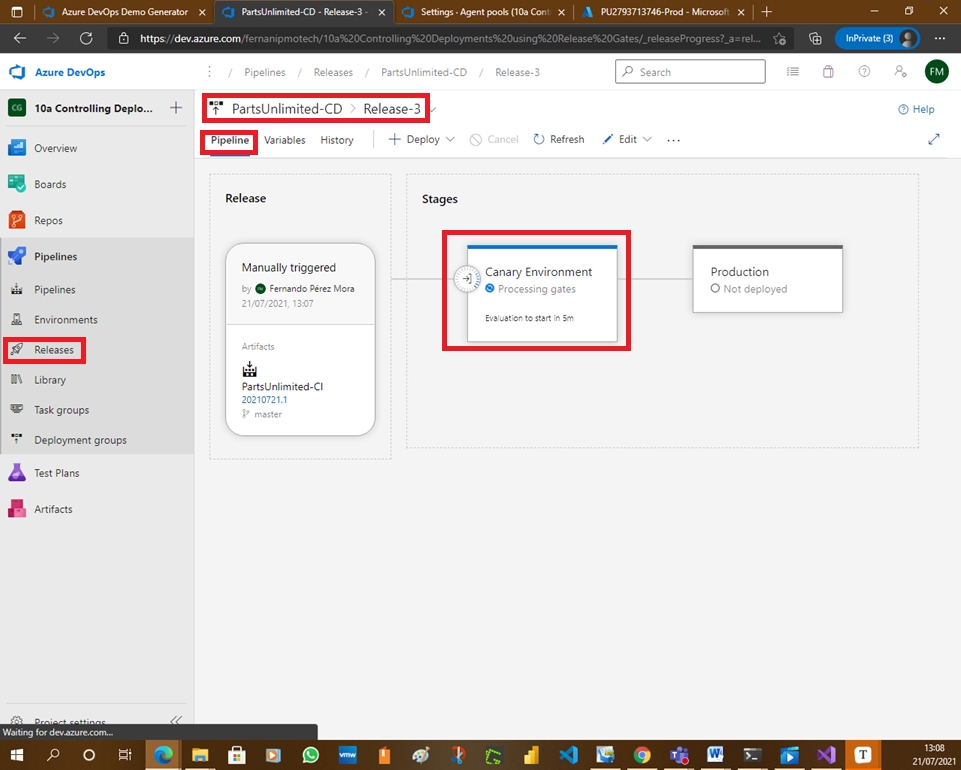 Azure DevOps Demo Generator
PartsUnlimited-CD - Release-3 -
Settings - Agent pools (10a Cont
PU2793713746-Prod - Microsoft
https://dev.azure.com/fernanipmotech/10a%20Controlling%20Deployments%20using%20Release%20Gates/_releaseProgress?_a=rel...
InPrivate (3)
Azure DevOps
/ Pipelines / Releases / PartsUnlimited-CD / Release-3
Search
FM
CG
10a Controlling Deplo...
PartsUnlimited-CD > Release-3
Help
Pipeline
Variables
History
Deploy
Cancel
Refresh
Edit
...
Overview
Boards
Repos
Pipelines
Pipelines
Environments
Releases
Library
Task groups
Deployment groups
Test Plans
Artifacts
Release
Manually triggered
by FM Fernando Pérez Mora
21/07/2021, 13:07
Artifacts
PartsUnlimited-CI
20210721.1
master
Stages
Canary Environment
Processing gates
Evaluation to start in 5m
Production
Not deployed
Project settings
Waiting for dev.azure.com...
vmw
T
13:08
21/07/2021